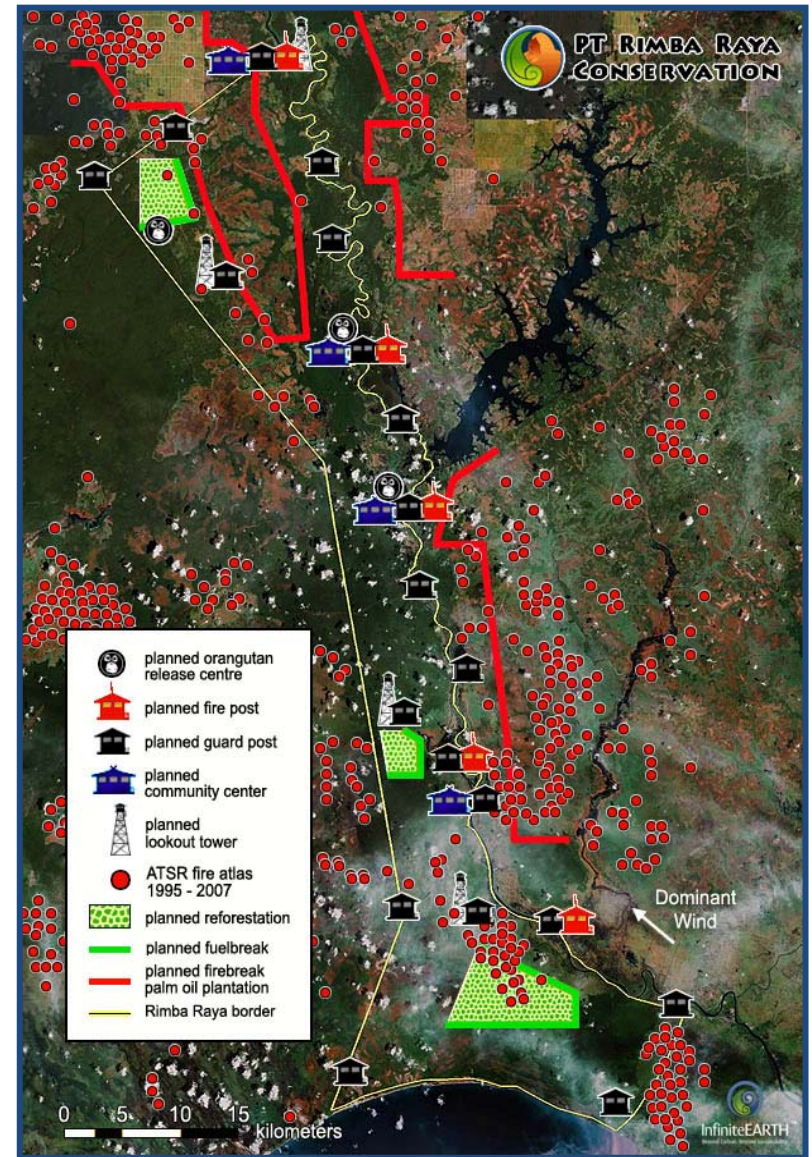 PT RIMBA RAYA
CONSERVATION
planned orangutan
release centre
planned fire post
planned guard post
planned
community center
planned
lookout tower
ATSR fire atlas
1995 - 2007
planned reforestation
planned fuelbreak
planned firebreak
palm oil plantation
Rimba Raya border
Dominant
Wind
0 5 10 15
kilometers
InfiniteEARTH